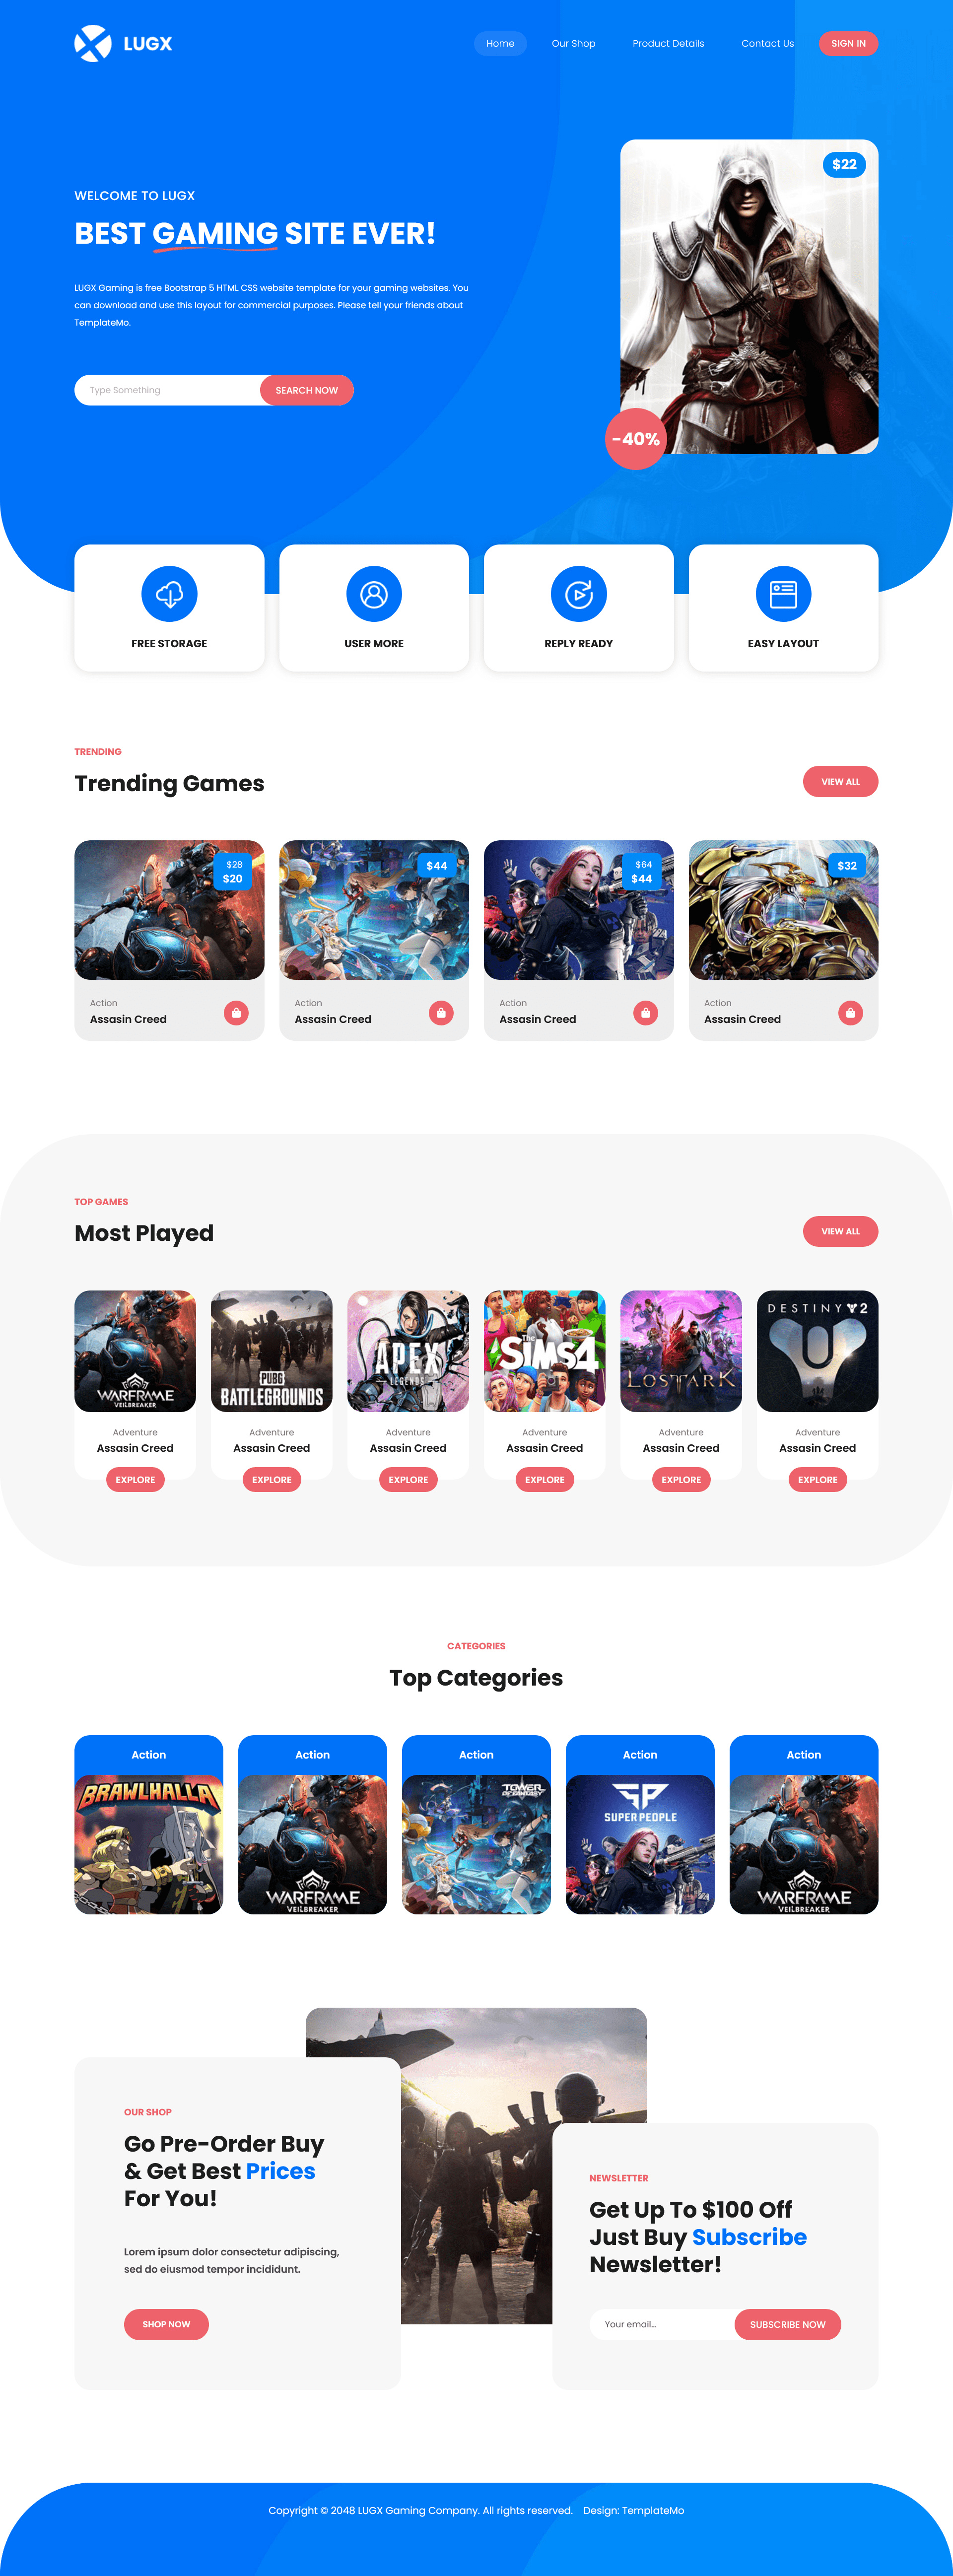 LUGX
Home
Our Shop
Product Details
Contact Us
SIGN IN
$22
WELCOME TO LUGX
BEST GAMING SITE EVER!
LUGX Gaming is free Bootstrap 5 HTML CSS website template for your gaming websites. You
can download and use this layout for commercial purposes. Please tell your friends about
TemplateMo.
Type Something
SEARCH NOW
-40%
FREE STORAGE
USER MORE
REPLY READY
EASY LAYOUT
TRENDING
Trending Games
VIEW ALL
$28
$20
$44
$64
$44
$32
Action
Assasin Creed
Action
Assasin Creed
Action
Assasin Creed
Action
Assasin Creed
TOP GAMES
Most Played
VIEW ALL
WARFRAME
VEILBREAKER
PUBG
BATTLEGROUNDS
APEX
LEGENDS
THE
SIMS4
LOST ARK
DESTINY 2
Adventure
Assasin Creed
EXPLORE
Adventure
Assasin Creed
EXPLORE
Adventure
Assasin Creed
EXPLORE
Adventure
Assasin Creed
EXPLORE
Adventure
Assasin Creed
EXPLORE
Adventure
Assasin Creed
EXPLORE
CATEGORIES
Top Categories
Action
BRAWLHALLA
Action
WARFRAME
VEILBREAKER
Action
TOWER
OF FANTASY
Action
SP
SUPER PEOPLE
Action
WARFRAME
VEILBREAKER
OUR SHOP
Go Pre-Order Buy
& Get Best Prices
For You!
Lorem ipsum dolor consectetur adipiscing,
sed do eiusmod tempor incididunt.
SHOP NOW
NEWSLETTER
Get Up To $100 Off
Just Buy Subscribe
Newsletter!
Your email...
SUBSCRIBE NOW
Copyright © 2048 LUGX Gaming Company. All rights reserved. Design: TemplateMo